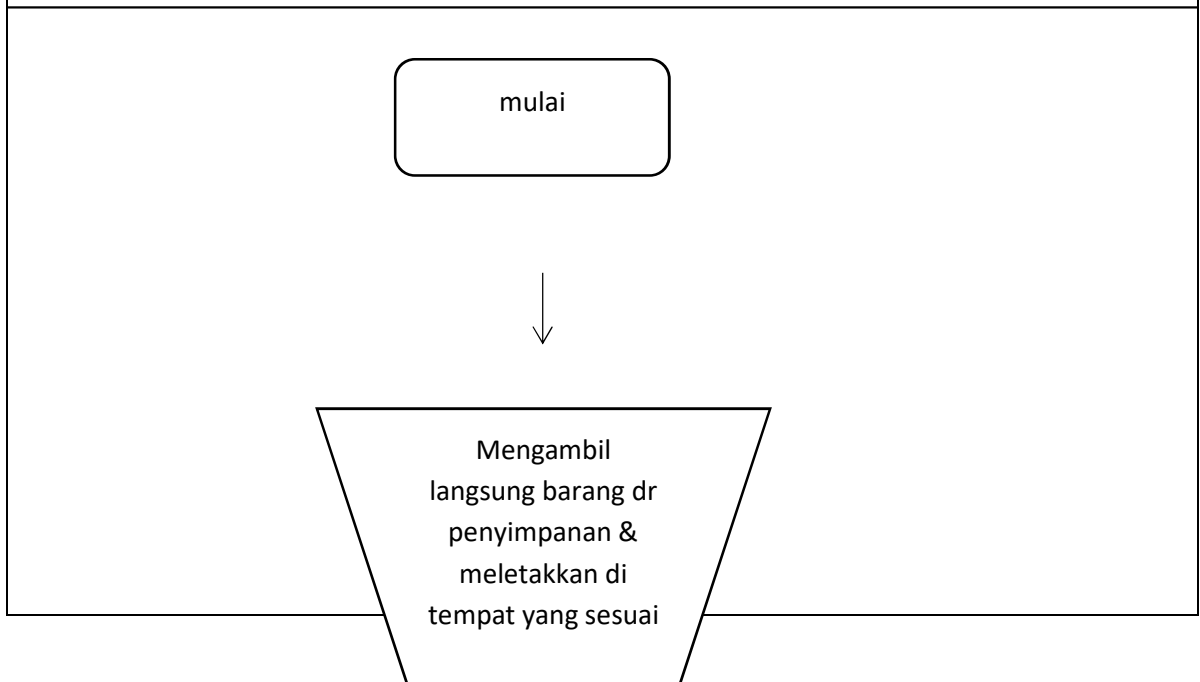 mulai
Mengambil
langsung barang dr
penyimpanan &
meletakkan di
tempat yang sesuai